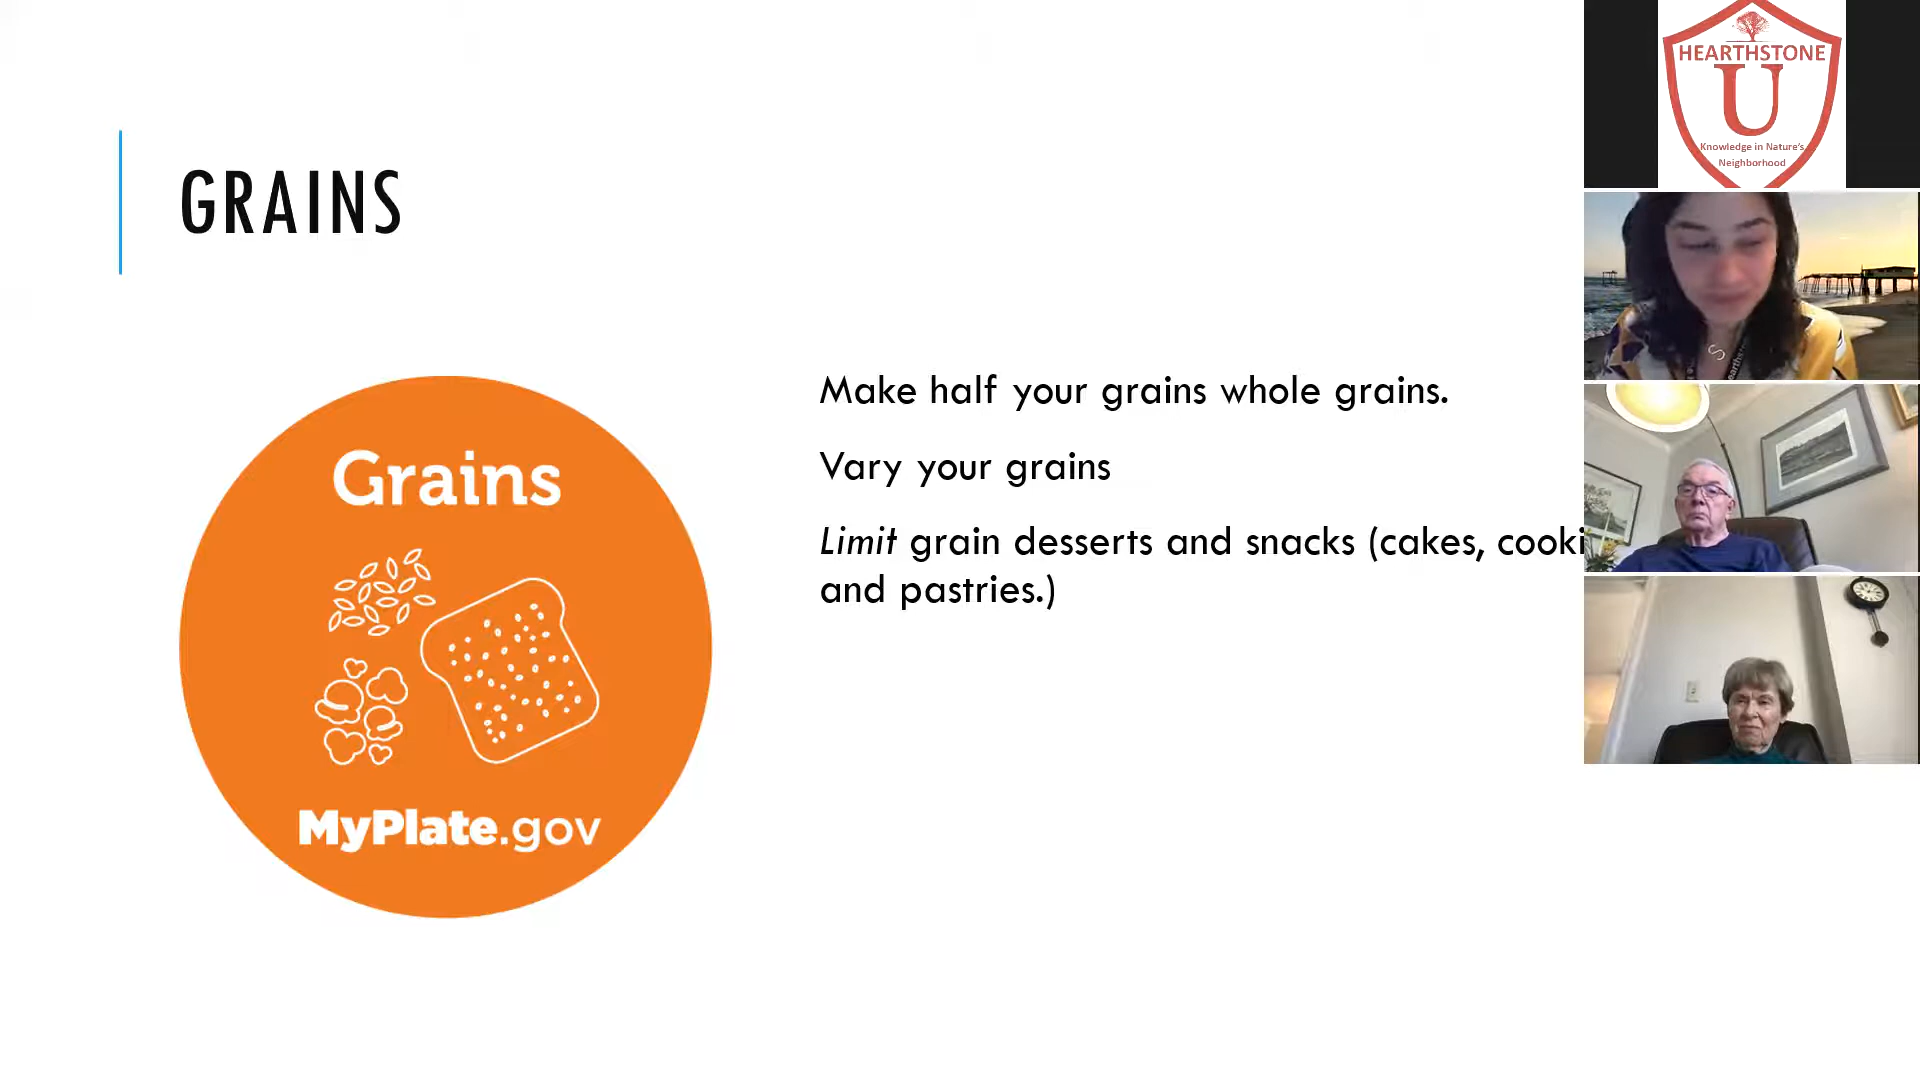 GRAINS
Grains
MyPlate.gov
Make half your grains whole grains.
Vary your grains
Limit grain desserts and snacks (cakes, cooki
and pastries.)
HEARTHSTONE
U
Knowledge in Nature's
Neighborhood